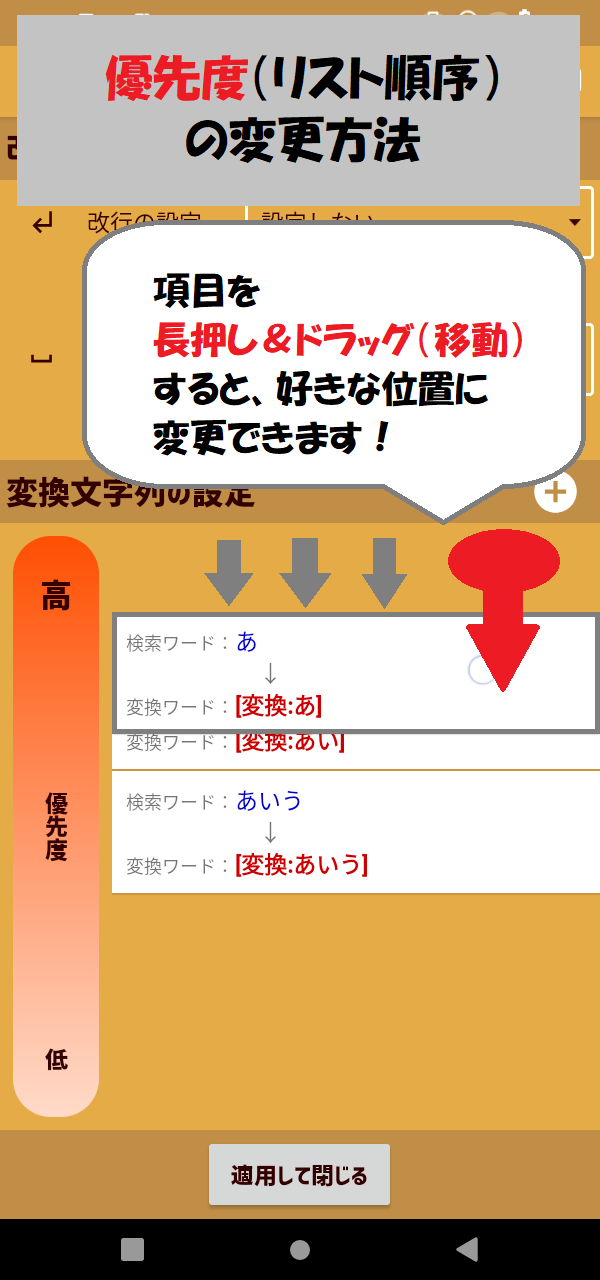 優先度(リスト順序)
の変更方法
改行の設定
設定しない
項目を
長押し&ドラッグ(移動)
すると、好きな位置に
変更できます!
変換文字列の設定
高
優先度
低
検索ワード:あ
↓
変換ワード:[変換:あ]
変換ワード:[変換:あい]
検索ワード:あいう
↓
変換ワード:[変換:あいう]
適用して閉じる